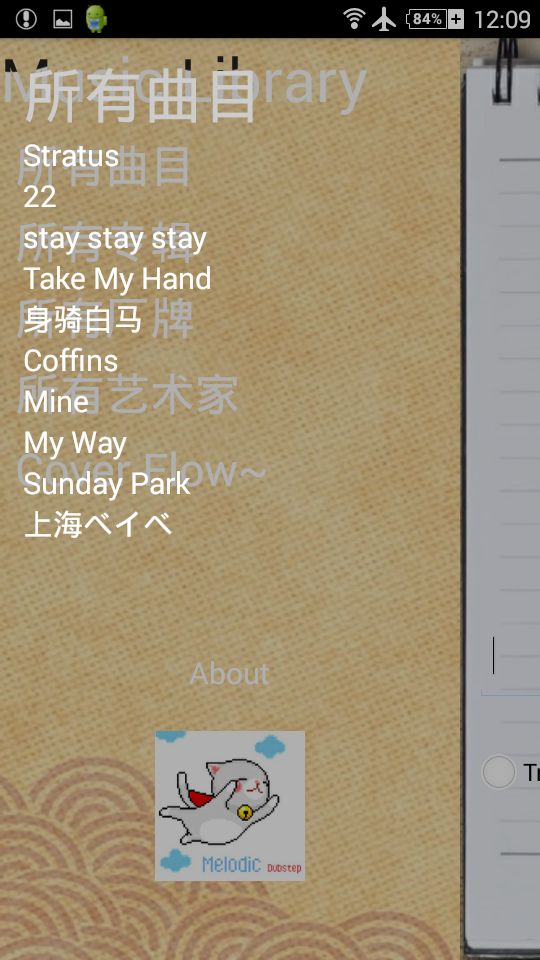 84%
12:09
Music Library
所有曲目
所有曲目
Stratus
22
所有专辑
stay stay stay
Take My Hand
所有厂牌
身骑白马
Coffins
所有艺术家
Mine
My Way
Cover Flow~
Sunday Park
上海ベイベ
About
Tr
Melodic Dubstep